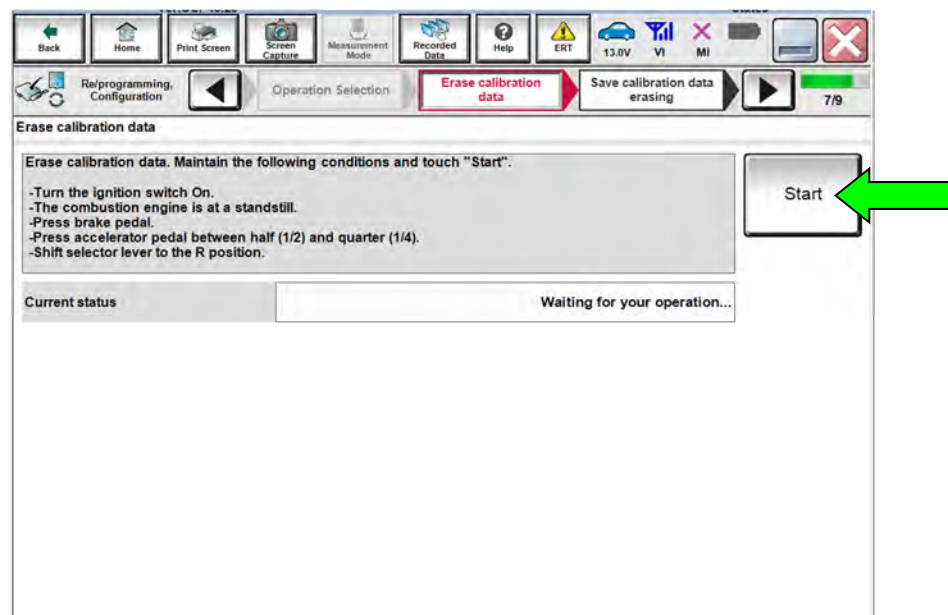 Back
Home
Print Screen
Screen
Capture
Measurement
Mode
Recorded
Data
Help
ERT
13.0V
VI
MI
Re/programming,
Configuration
Operation Selection
Erase calibration
data
Save calibration data
erasing
7/9
Erase calibration data
Erase calibration data. Maintain the following conditions and touch "Start".
-Turn the ignition switch On.
-The combustion engine is at a standstill.
-Press brake pedal.
-Press accelerator pedal between half (1/2) and quarter (1/4).
-Shift selector lever to the R position.
Start
Current status
Waiting for your operation...